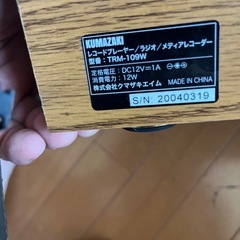 KUMAZAKI
レコードプレーヤー/ラジオ/メディアレコーダー
型番：TRM-109W
定格電圧：DC12V⎓1A
消費電力：12W
株式会社クマザキエイム MADE IN CHINA
S/N: 20040319